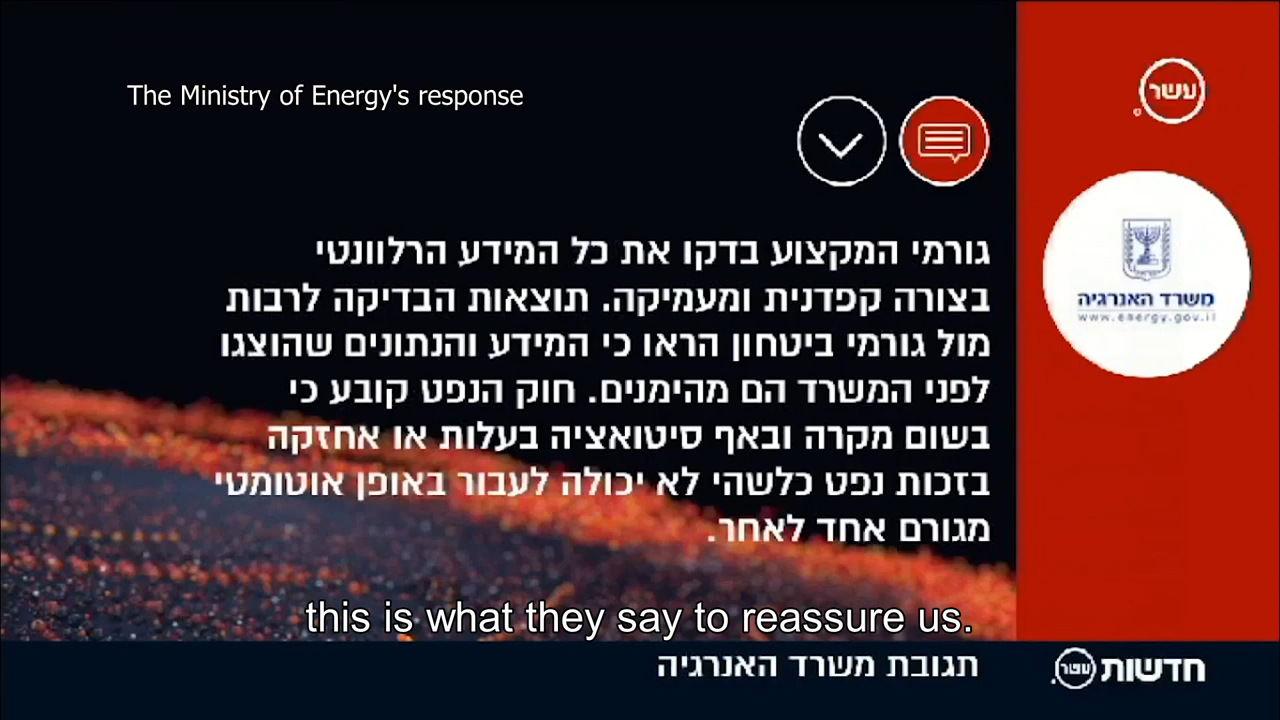 The Ministry of Energy's response
עשר
משרד האנרגיה
www.energy.gov.il
גורמי המקצוע בדקו את כל המידע הרלוונטי
בצורה קפדנית ומעמיקה. תוצאות הבדיקה לרבות
מול גורמי ביטחון הראו כי המידע והנתונים שהוצגו
לפני המשרד הם מהימנים. חוק הנפט קובע כי
בשום מקרה ובאף סיטואציה בעלות או אחזקה
בזכות נפט כלשהי לא יכולה לעבור באופן אוטומטי
מגורם אחד לאחר.
this is what they say to reassure us.
תגובת משרד האנרגיה
חדשות עשר